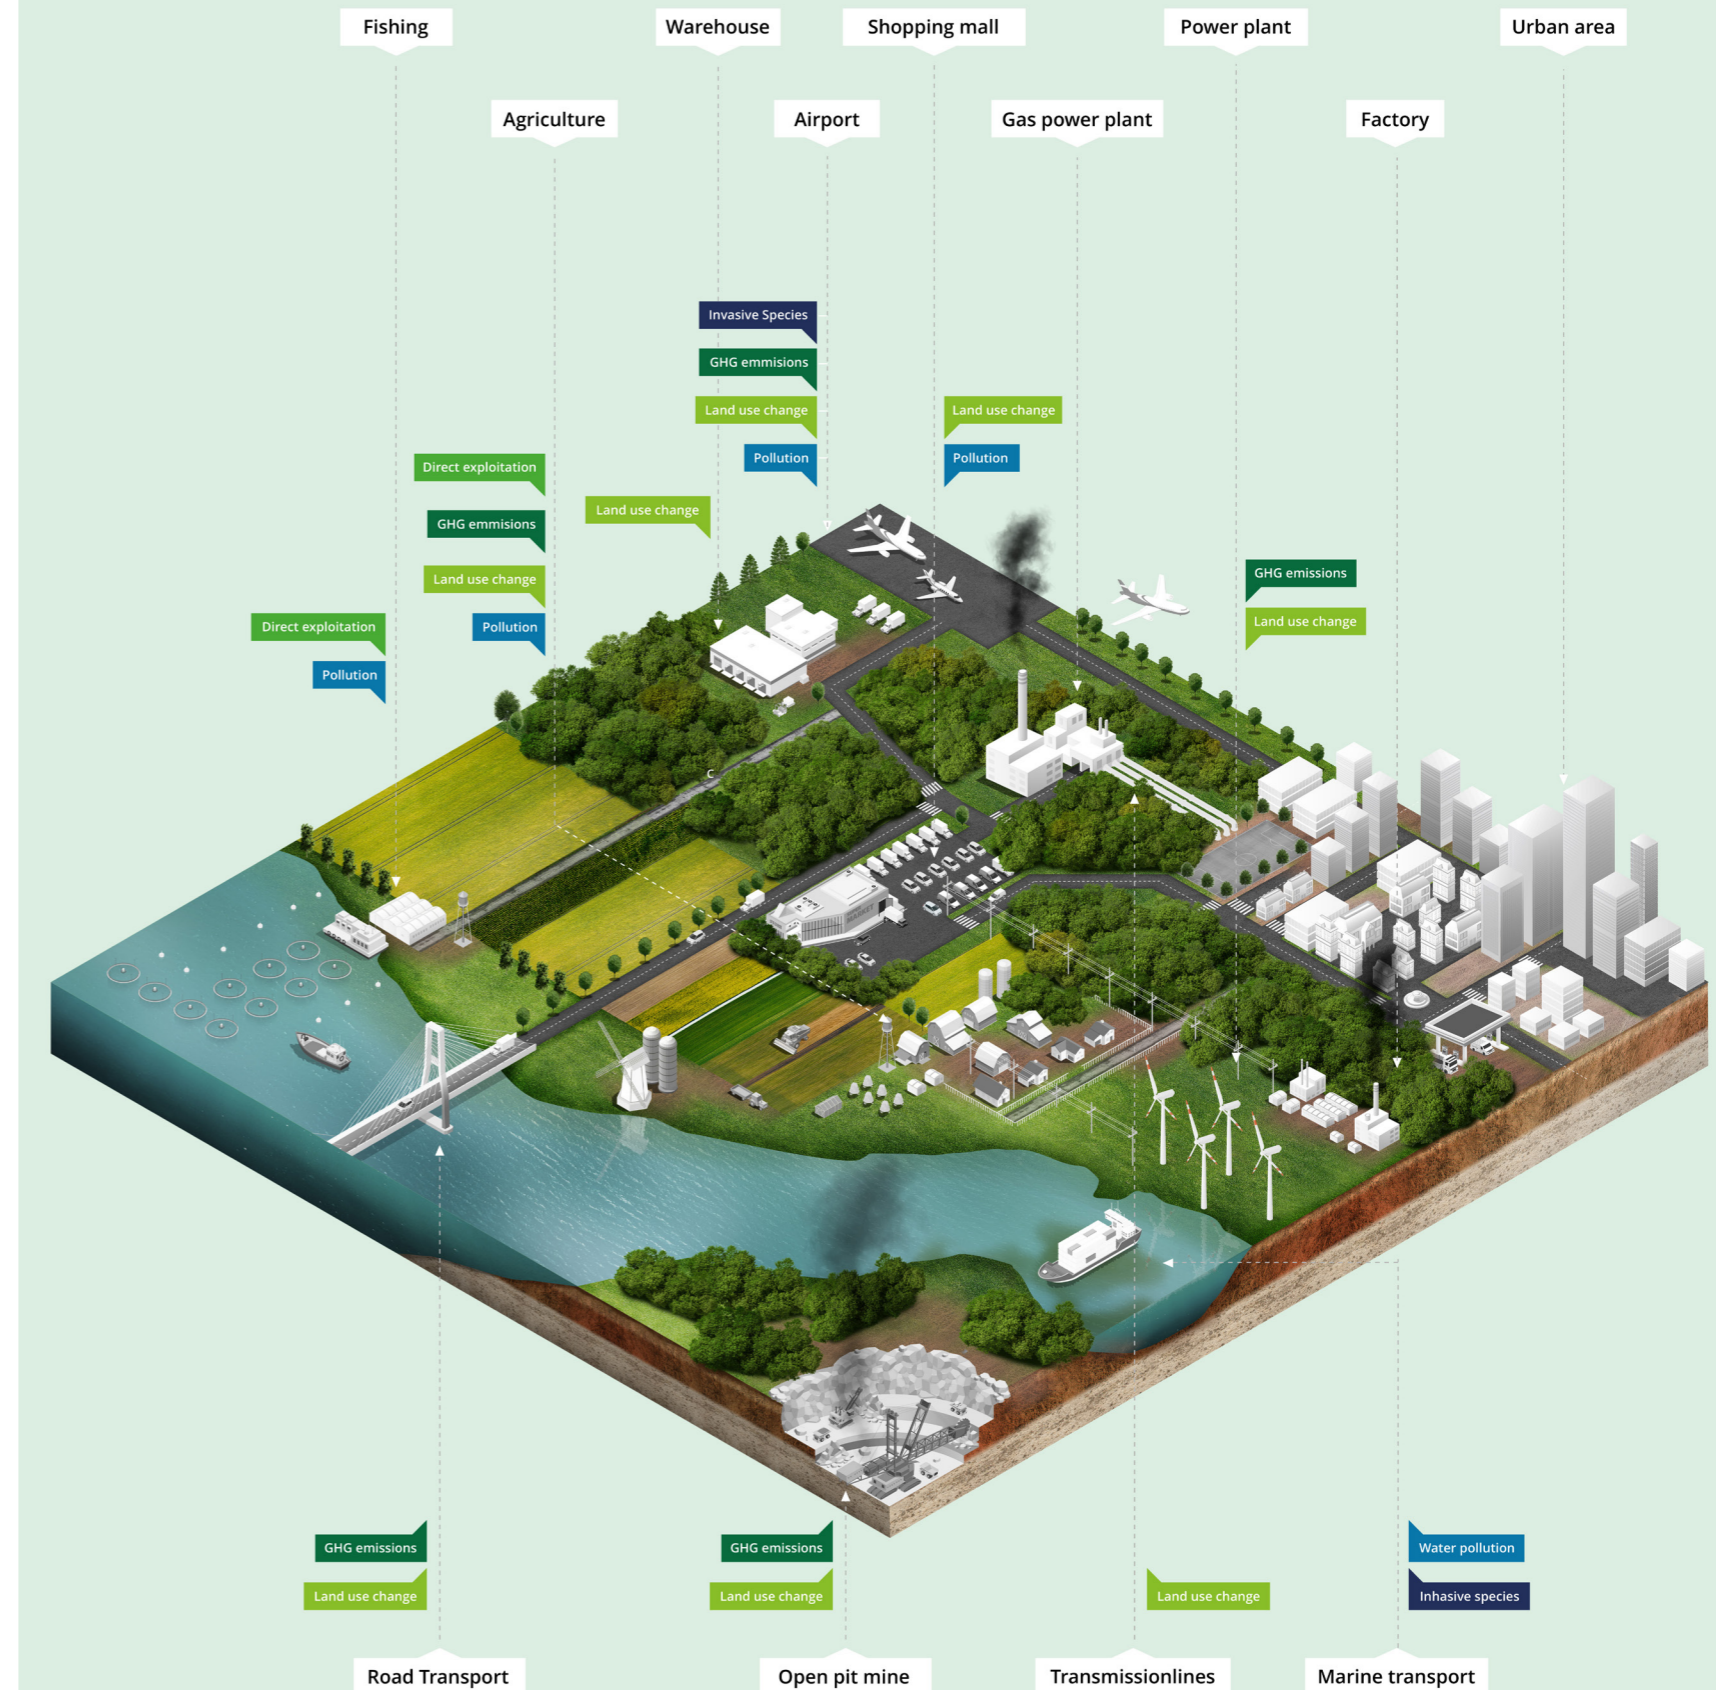 Fishing
Warehouse
Shopping mall
Power plant
Urban area
Agriculture
Airport
Gas power plant
Factory
Invasive Species
GHG emmisions
Land use change
Pollution
Land use change
Pollution
Direct exploitation
GHG emmisions
Land use change
Pollution
Land use change
GHG emissions
Land use change
Direct exploitation
Pollution
C
MARKET
GHG emissions
Land use change
GHG emissions
Land use change
Land use change
Water pollution
Inhasive species
Road Transport
Open pit mine
Transmissionlines
Marine transport